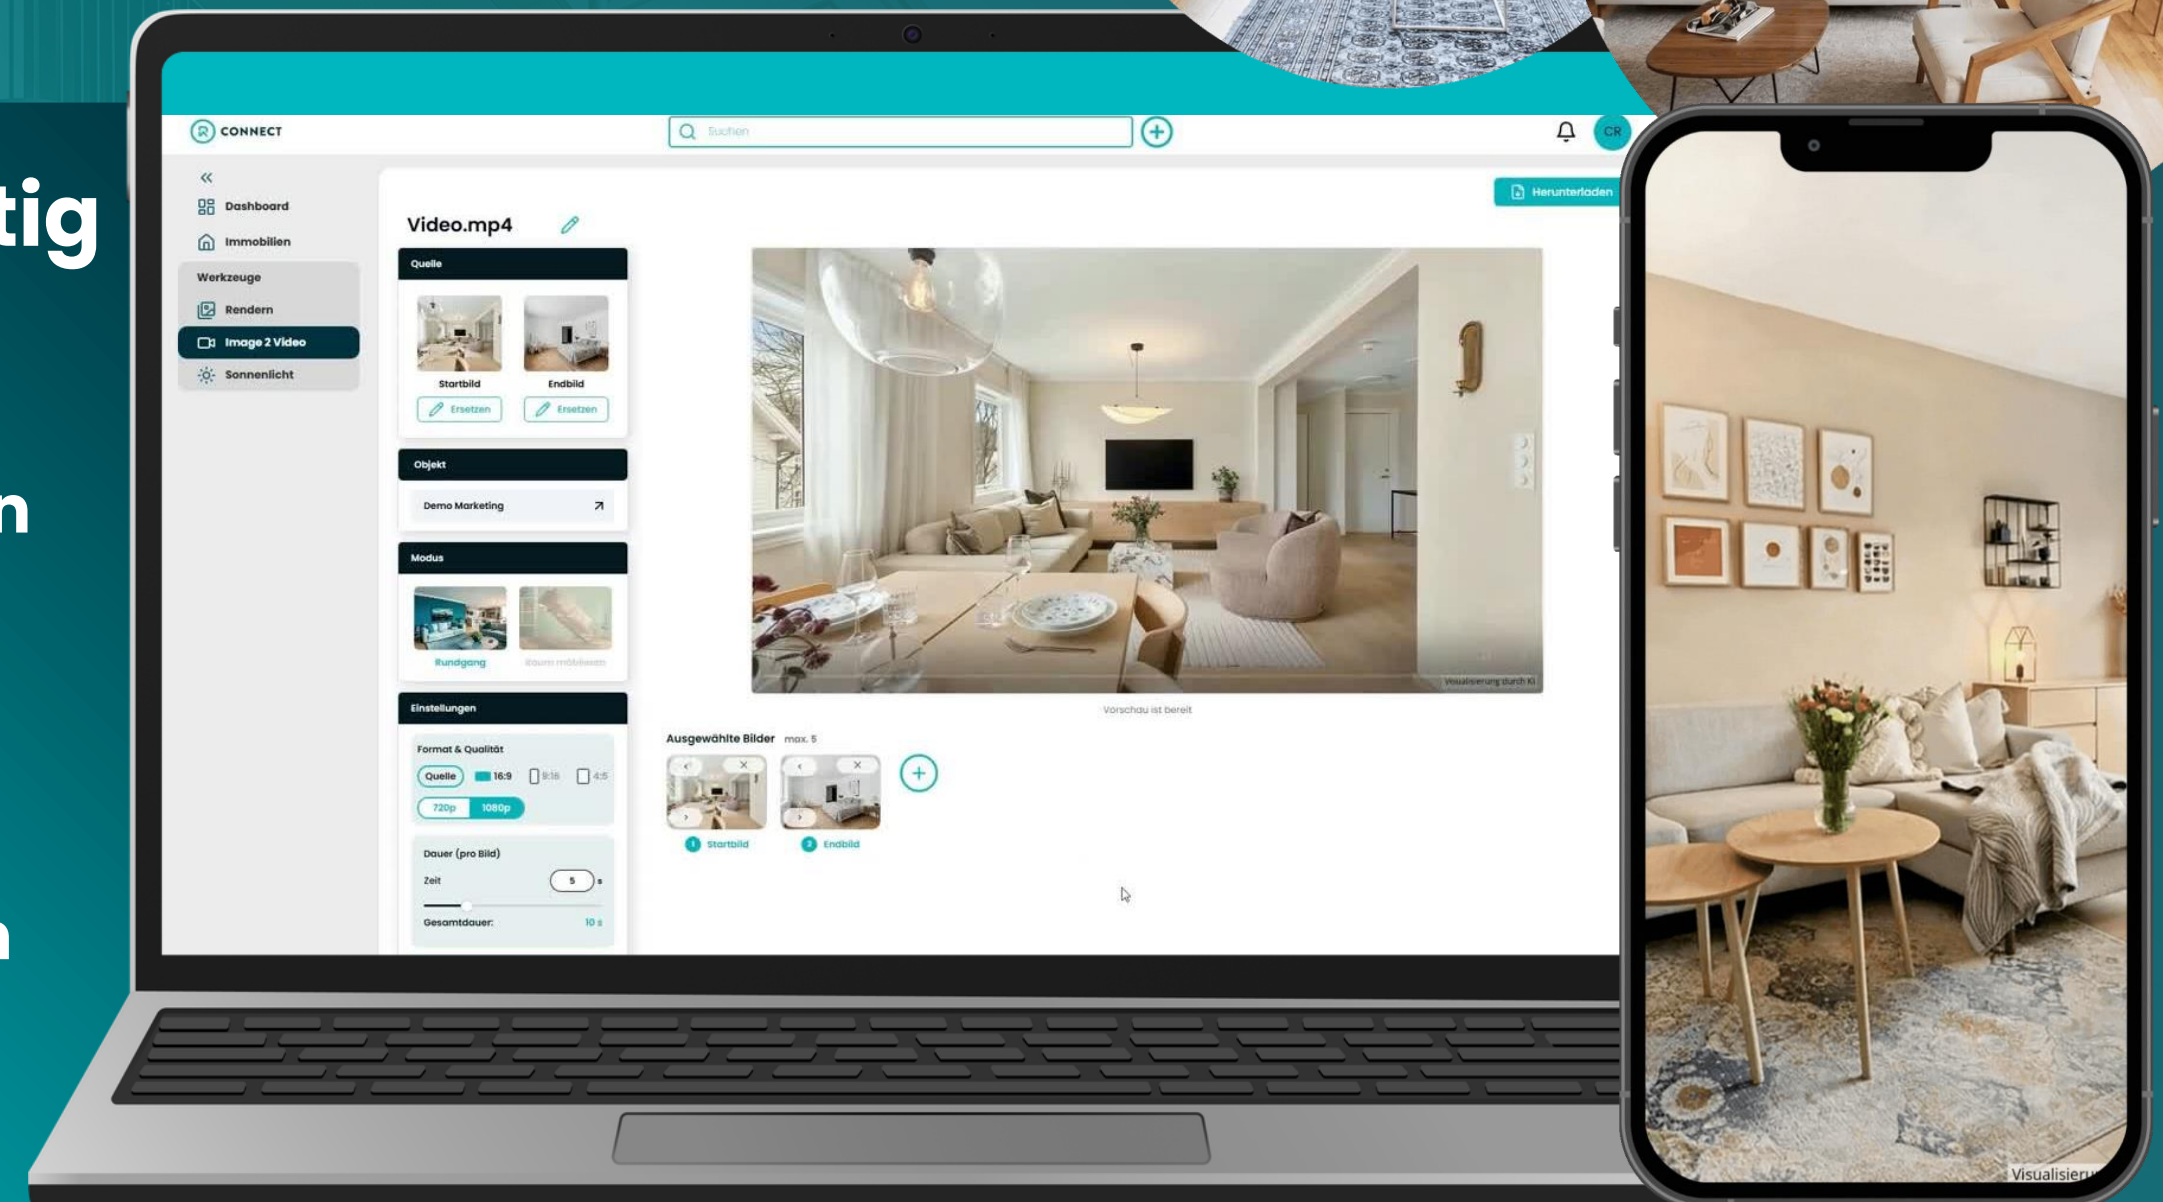 tig
n
n
CONNECT
Suchen
CR
Dashboard
Immobilien
Werkzeuge
Rendern
Image 2 Video
Sonnenlicht
Herunterladen
Video.mp4
Quelle
Startbild Endbild
Ersetzen Ersetzen
Objekt
Demo Marketing
Modus
Rundgang Raum möblieren
Einstellungen
Format & Qualität
Quelle 16:9 9:16 4:5
720p 1080p
Dauer (pro Bild)
Zeit 5 s
Gesamtdauer: 10 s
Visualisierung durch KI
Vorschau ist bereit
Ausgewählte Bilder max. 5
1 Startbild 2 Endbild
Visualisieru